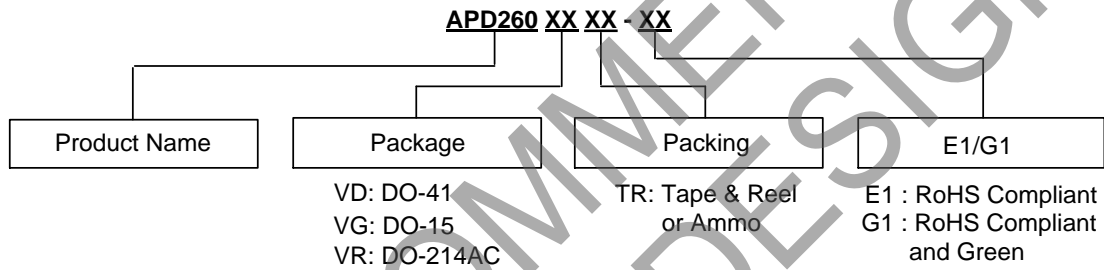 APD260 XX XX - XX
Product Name
Package
Packing
E1/G1
VD: DO-41
VG: DO-15
VR: DO-214AC
TR: Tape & Reel
or Ammo
E1 : RoHS Compliant
G1 : RoHS Compliant
and Green